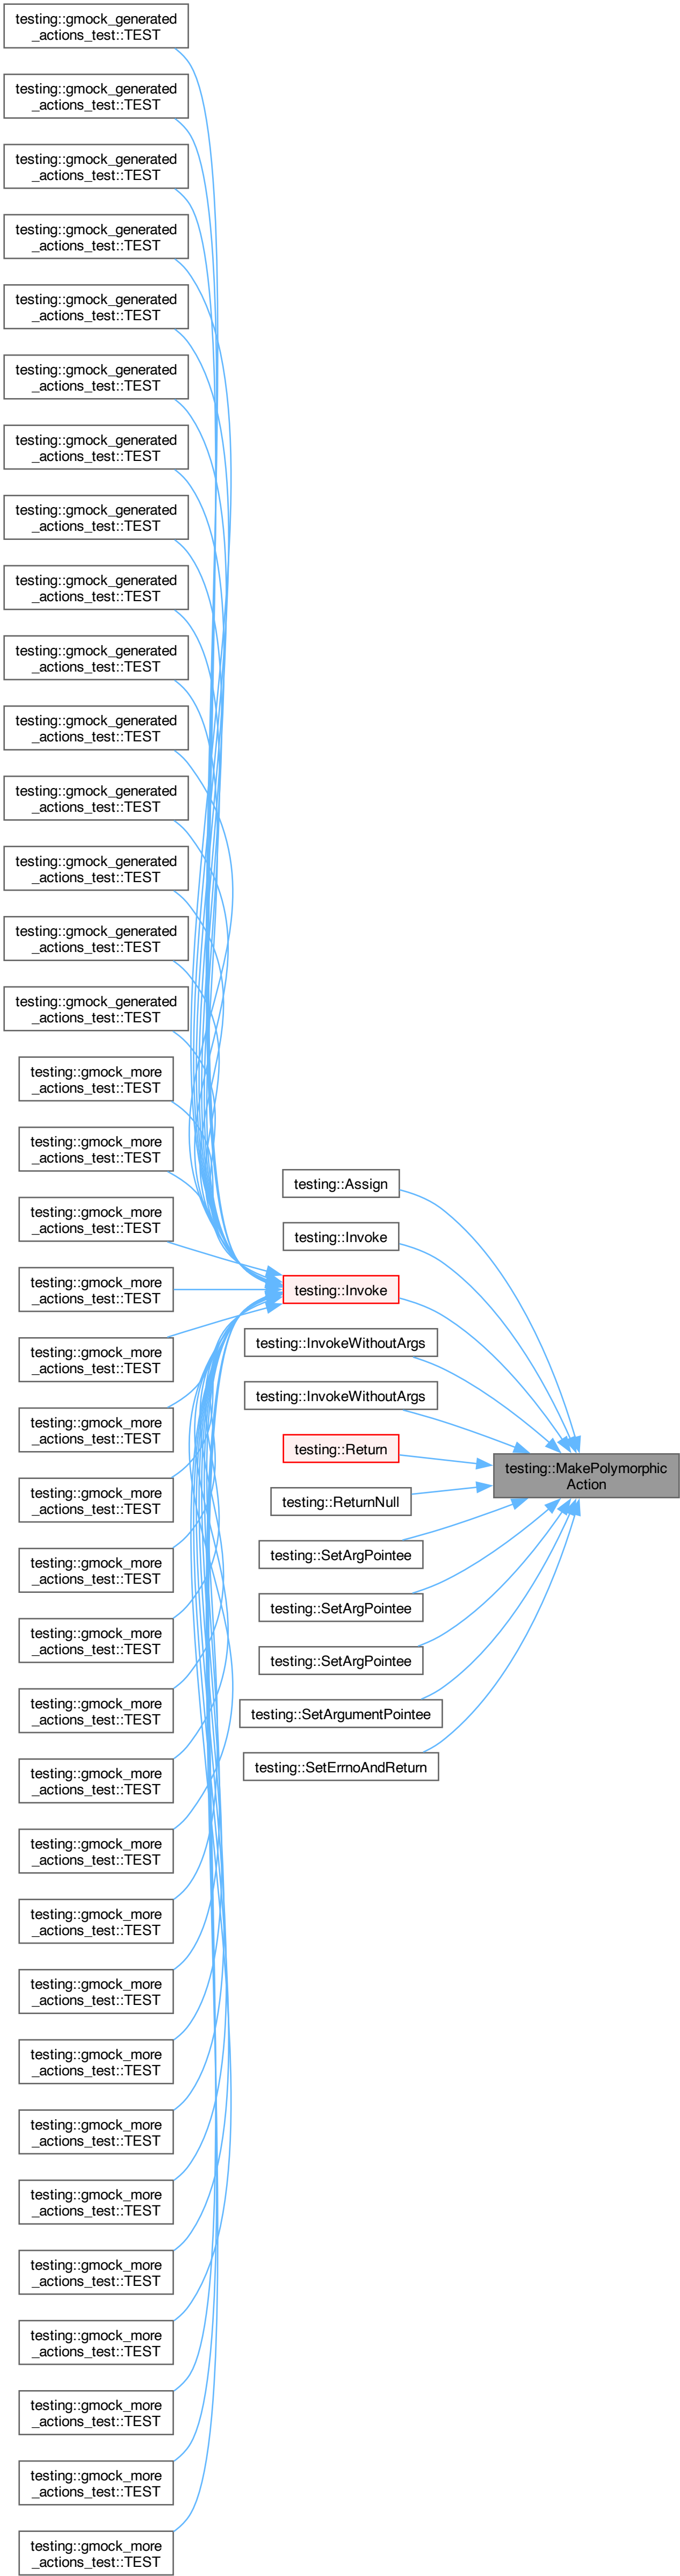 testing::gmock_generated
_actions_test::TEST
testing::gmock_generated
_actions_test::TEST
testing::gmock_generated
_actions_test::TEST
testing::gmock_generated
_actions_test::TEST
testing::gmock_generated
_actions_test::TEST
testing::gmock_generated
_actions_test::TEST
testing::gmock_generated
_actions_test::TEST
testing::gmock_generated
_actions_test::TEST
testing::gmock_generated
_actions_test::TEST
testing::gmock_generated
_actions_test::TEST
testing::gmock_generated
_actions_test::TEST
testing::gmock_generated
_actions_test::TEST
testing::gmock_generated
_actions_test::TEST
testing::gmock_generated
_actions_test::TEST
testing::gmock_generated
_actions_test::TEST
testing::gmock_more
_actions_test::TEST
testing::gmock_more
_actions_test::TEST
testing::gmock_more
_actions_test::TEST
testing::gmock_more
_actions_test::TEST
testing::gmock_more
_actions_test::TEST
testing::gmock_more
_actions_test::TEST
testing::gmock_more
_actions_test::TEST
testing::gmock_more
_actions_test::TEST
testing::gmock_more
_actions_test::TEST
testing::gmock_more
_actions_test::TEST
testing::gmock_more
_actions_test::TEST
testing::gmock_more
_actions_test::TEST
testing::gmock_more
_actions_test::TEST
testing::gmock_more
_actions_test::TEST
testing::gmock_more
_actions_test::TEST
testing::gmock_more
_actions_test::TEST
testing::gmock_more
_actions_test::TEST
testing::gmock_more
_actions_test::TEST
testing::gmock_more
_actions_test::TEST
testing::gmock_more
_actions_test::TEST
testing::gmock_more
_actions_test::TEST
testing::gmock_more
_actions_test::TEST
testing::Assign
testing::Invoke
testing::Invoke
testing::InvokeWithoutArgs
testing::InvokeWithoutArgs
testing::Return
testing::ReturnNull
testing::SetArgPointee
testing::SetArgPointee
testing::SetArgPointee
testing::SetArgumentPointee
testing::SetErrnoAndReturn
testing::MakePolymorphic
Action